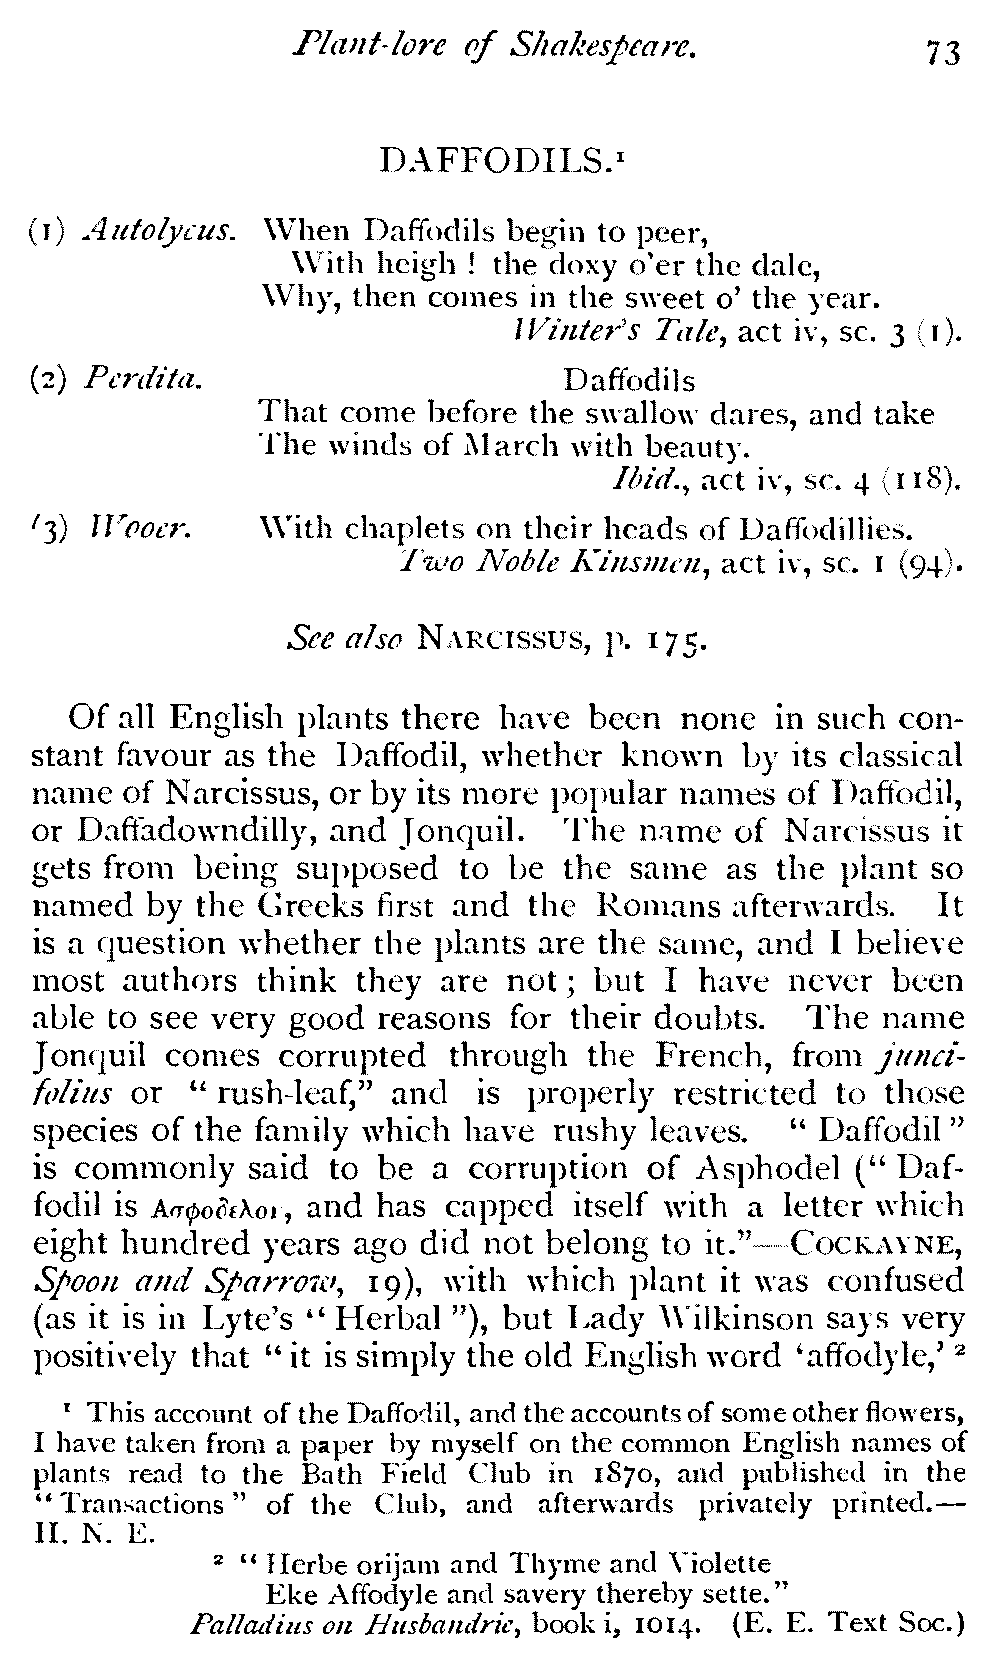 Plant-lore of Shakespeare. 73
DAFFODILS.¹
(1) Autolycus. When Daffodils begin to peer,
With heigh ! the doxy o'er the dale,
Why, then comes in the sweet o' the year.
Winter's Tale, act iv, sc. 3 (1).
(2) Perdita. Daffodils
That come before the swallow dares, and take
The winds of March with beauty.
Ibid., act iv, sc. 4 (118).
(3) Wooer. With chaplets on their heads of Daffodillies.
Two Noble Kinsmen, act iv, sc. 1 (94).
See also NARCISSUS, p. 175.
Of all English plants there have been none in such con-
stant favour as the Daffodil, whether known by its classical
name of Narcissus, or by its more popular names of Daffodil,
or Daffadowndilly, and Jonquil. The name of Narcissus it
gets from being supposed to be the same as the plant so
named by the Greeks first and the Romans afterwards. It
is a question whether the plants are the same, and I believe
most authors think they are not ; but I have never been
able to see very good reasons for their doubts. The name
Jonquil comes corrupted through the French, from junci-
folius or “ rush-leaf,” and is properly restricted to those
species of the family which have rushy leaves. “ Daffodil ”
is commonly said to be a corruption of Asphodel (“ Daf-
fodil is Ασφοδελοι, and has capped itself with a letter which
eight hundred years ago did not belong to it.”—COCKAYNE,
Spoon and Sparrow, 19), with which plant it was confused
(as it is in Lyte's “ Herbal ”), but Lady Wilkinson says very
positively that “ it is simply the old English word ‘affodyle,’ ²
¹ This account of the Daffodil, and the accounts of some other flowers,
I have taken from a paper by myself on the common English names of
plants read to the Bath Field Club in 1870, and published in the
“ Transactions ” of the Club, and afterwards privately printed.—
H. N. E.
² “ Herbe orijam and Thyme and Violette
Eke Affodyle and savery thereby sette.”
Palladius on Husbandrie, book i, 1014. (E. E. Text Soc.)